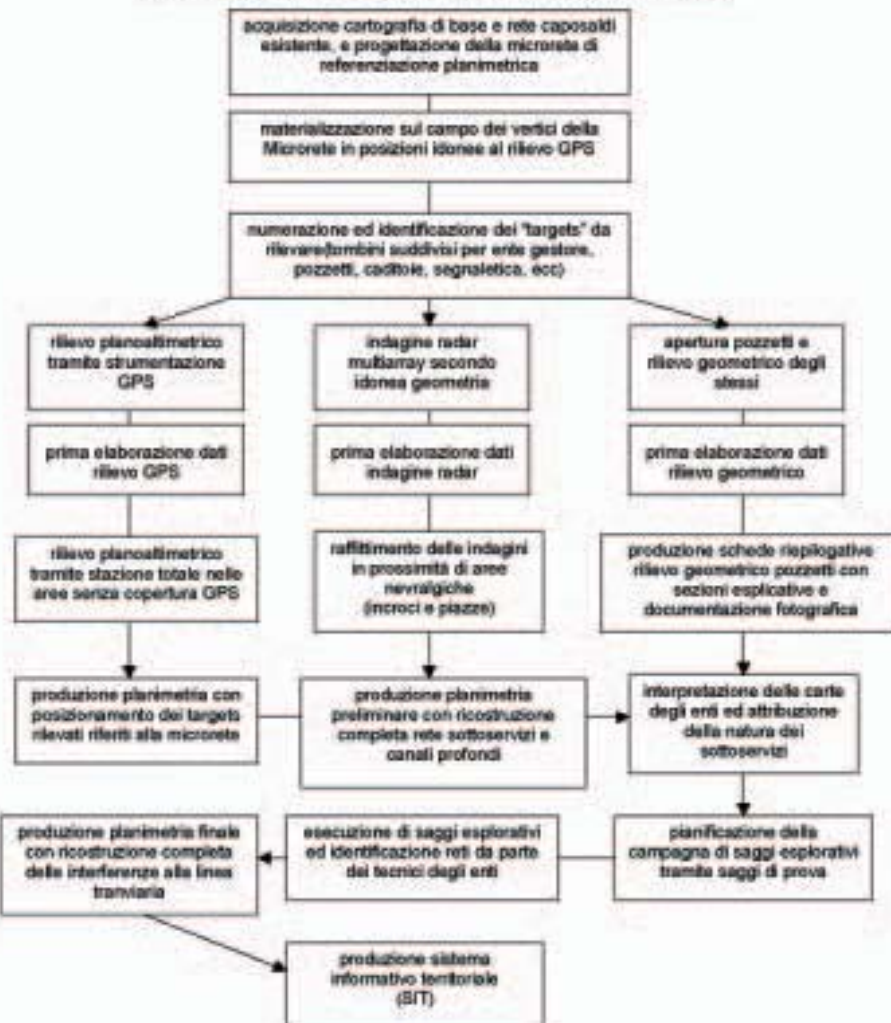 acquisizione cartografia di base e rete caposaldi
esistente, e progettazione della microrete di
referenziazione planimetrica
materializzazione sul campo dei vertici della
Microrete in posizioni idonee al rilievo GPS
numerazione ed identificazione dei "targets" da
rilevare(tombini suddivisi per ente gestore,
pozzetti, caditoie, segnaletica, ecc)
rilievo planoaltimetrico
tramite strumentazione
GPS
indagine radar
multiarray secondo
idonea geometria
apertura pozzetti e
rilievo geometrico degli
stessi
prima elaborazione dati
rilievo GPS
prima elaborazione dati
indagine radar
prima elaborazione dati
rilievo geometrico
rilievo planoaltimetrico
tramite stazione totale nelle
aree senza copertura GPS
raffittimento delle indagini
in prossimità di aree
nevralgiche
(incroci e piazze)
produzione schede riepilogative
rilievo geometrico pozzetti con
sezioni esplicative e
documentazione fotografica
produzione planimetria con
posizionamento dei targets
rilevati riferiti alla microrete
produzione planimetria
preliminare con ricostruzione
completa rete sottoservizi e
canali profondi
interpretazione delle carte
degli enti ed attribuzione
della natura dei
sottoservizi
produzione planimetria finale
con ricostruzione completa
delle interferenze alla linea
tranviaria
esecuzione di saggi esplorativi
ed identificazione reti da parte
dei tecnici degli enti
pianificazione della
campagna di saggi esplorativi
tramite saggi di prova
produzione sistema
informativo territoriale
(SIT)